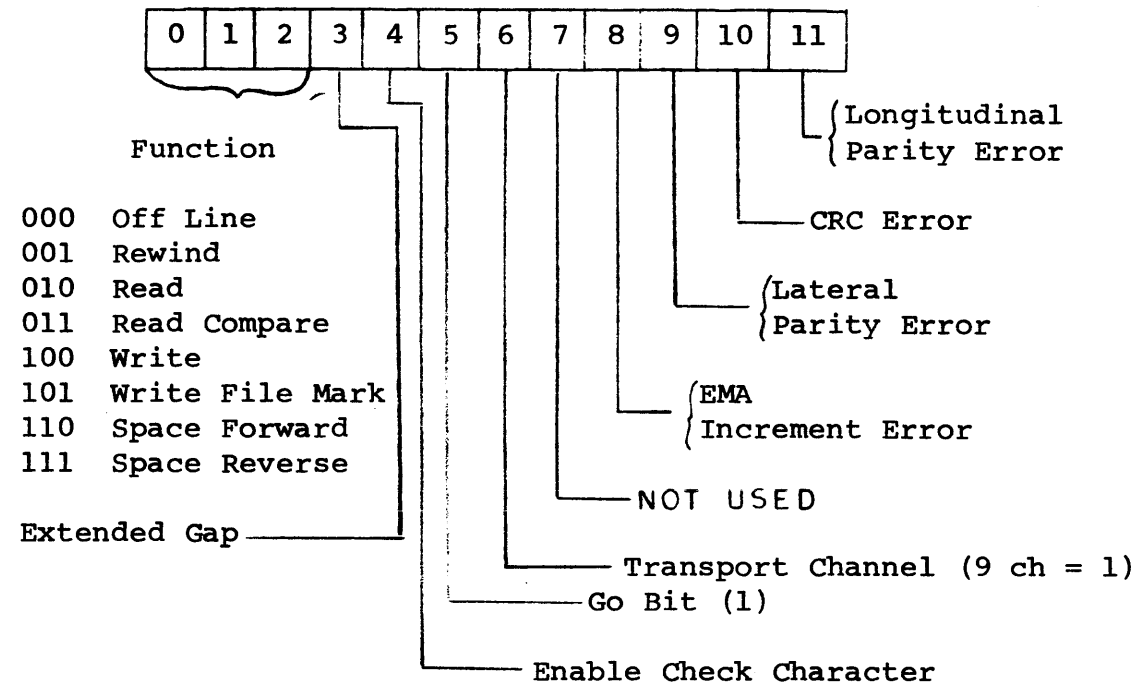 0 1 2 3 4 5 6 7 8 9 10 11
Function
000 Off Line
001 Rewind
010 Read
011 Read Compare
100 Write
101 Write File Mark
110 Space Forward
111 Space Reverse
Extended Gap
Longitudinal
Parity Error
CRC Error
Lateral
Parity Error
EMA
Increment Error
NOT USED
Transport Channel (9 ch = 1)
Go Bit (1)
Enable Check Character